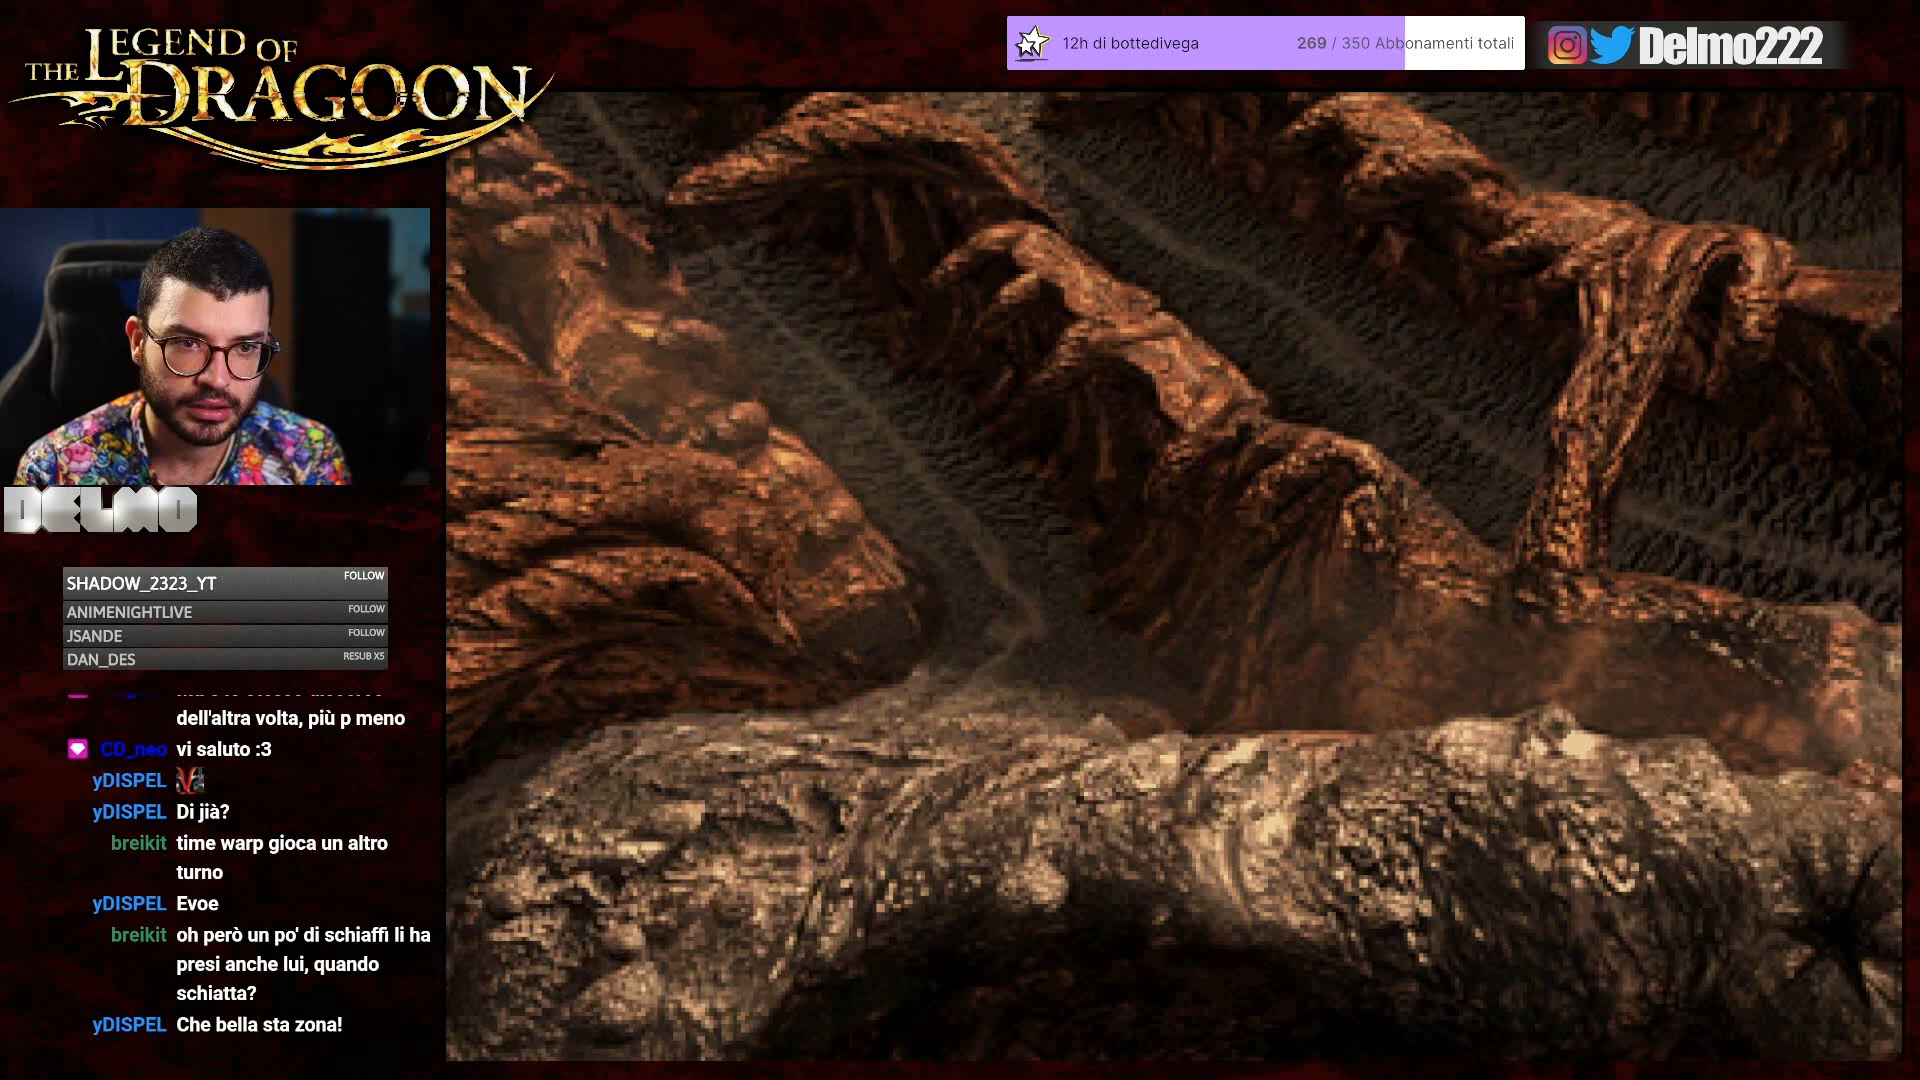 THE LEGEND OF
DRAGOON
12h di bottedivega
269 / 350 Abbonamenti totali
Delmo222
DELMO
SHADOW_2323_YT FOLLOW
ANIMENIGHTLIVE FOLLOW
JSANDE FOLLOW
DAN_DES RESUB X5
dell'altra volta, più p meno
CD_neo vi saluto :3
yDISPEL
yDISPEL Di jià?
breikit time warp gioca un altro
turno
yDISPEL Evoe
breikit oh però un po' di schiaffi li ha
presi anche lui, quando
schiatta?
yDISPEL Che bella sta zona!